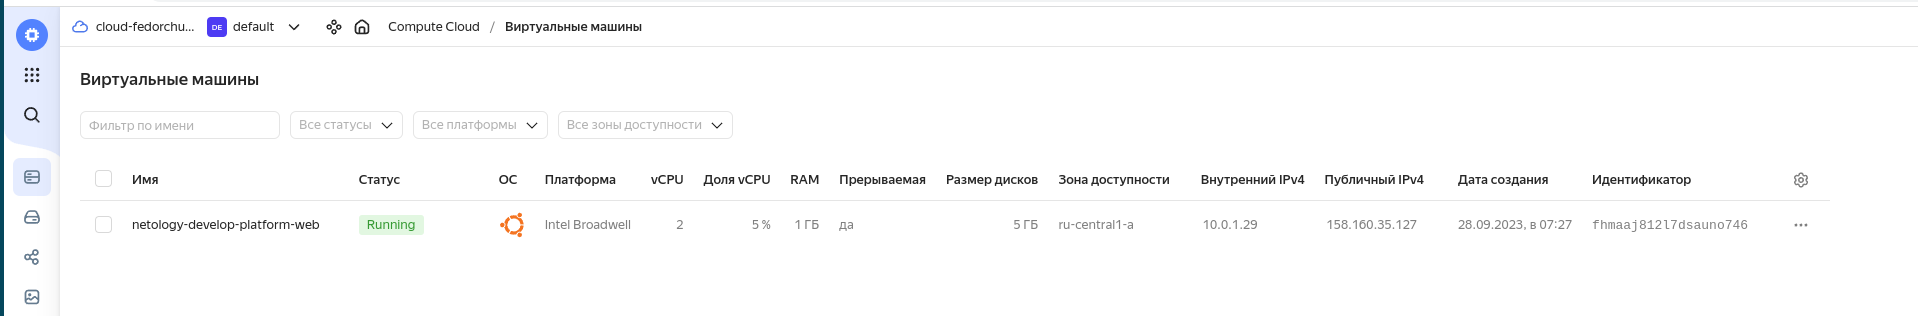 cloud-fedorchu... DE default Compute Cloud / Виртуальные машины
Виртуальные машины
Фильтр по имени Все статусы Все платформы Все зоны доступности
Имя Статус ОС Платформа vCPU Доля vCPU RAM Прерываемая Размер дисков Зона доступности Внутренний IPv4 Публичный IPv4 Дата создания Идентификатор
netology-develop-platform-web Running Intel Broadwell 2 5 % 1 ГБ да 5 ГБ ru-central1-a 10.0.1.29 158.160.35.127 28.09.2023, в 07:27 fhmaaj812l7dsauno746